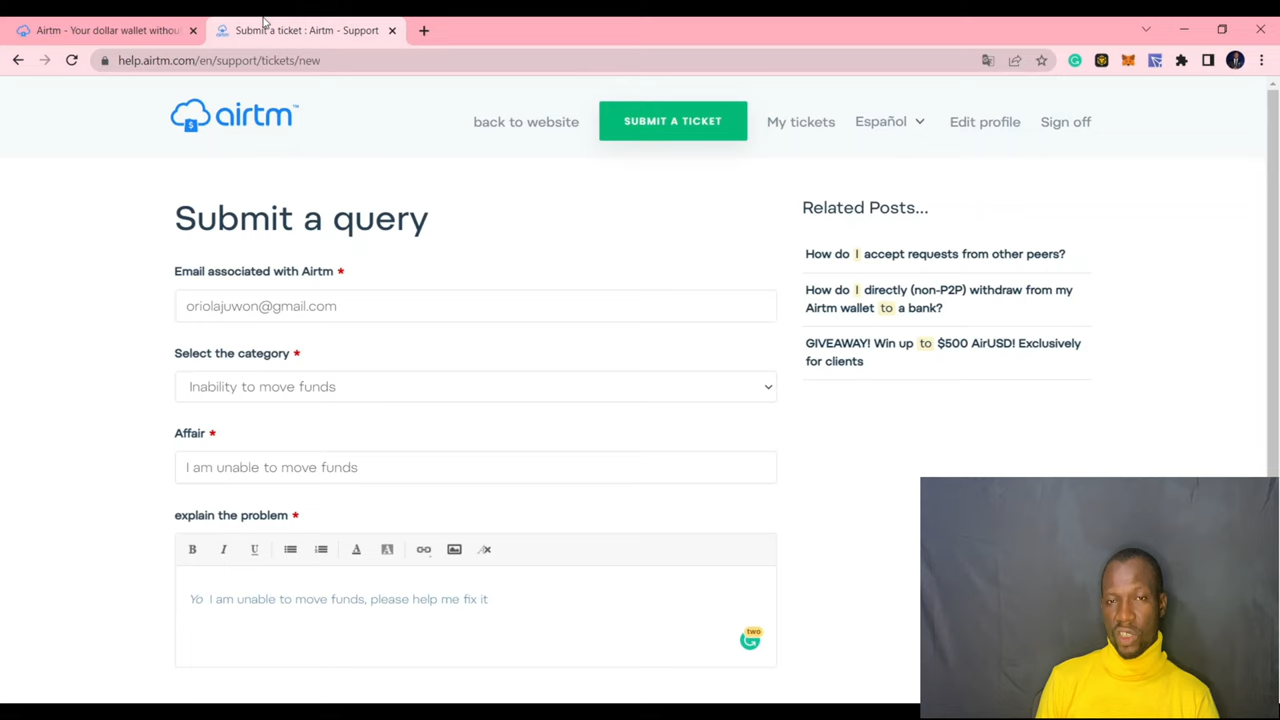 Airtm - Your dollar wallet withou
Submit a ticket : Airtm - Support
help.airtm.com/en/support/tickets/new
airtm™
back to website
SUBMIT A TICKET
My tickets
Español
Edit profile
Sign off
Submit a query
Related Posts...
Email associated with Airtm *
oriolajuwon@gmail.com
How do I accept requests from other peers?
How do I directly (non-P2P) withdraw from my
Airtm wallet to a bank?
GIVEAWAY! Win up to $500 AirUSD! Exclusively
for clients
Select the category *
Inability to move funds
Affair *
I am unable to move funds
explain the problem *
B I U
A A
Yo I am unable to move funds, please help me fix it
two